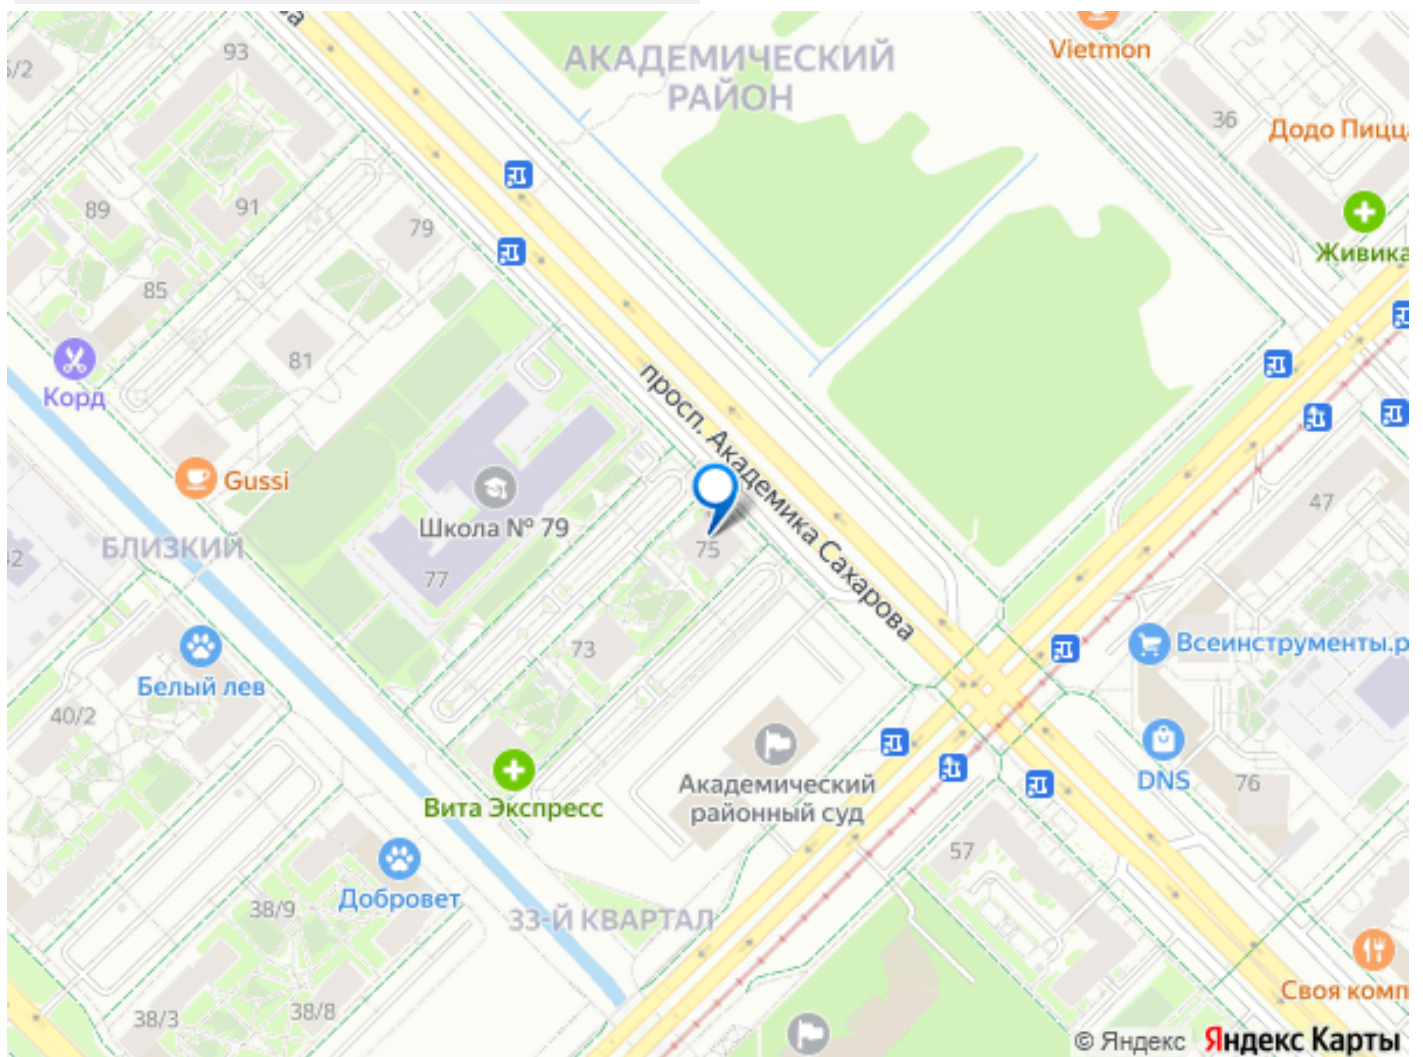 93
Vietmon
АКАДЕМИЧЕСКИЙ
РАЙОН
36
Додо Пицц
89
91
79
Живика
85
81
Корд
просп. Академика Сахарова
Gussi
Школа № 79
47
БЛИЗКИЙ
75
77
73
Всеинструменты.р
Белый лев
40/2
Академический
районный суд
DNS
76
Вита Экспресс
57
Добровет
38/9
33-Й КВАРТАЛ
Своя комп
38/3
38/8
© Яндекс Яндекс Карты